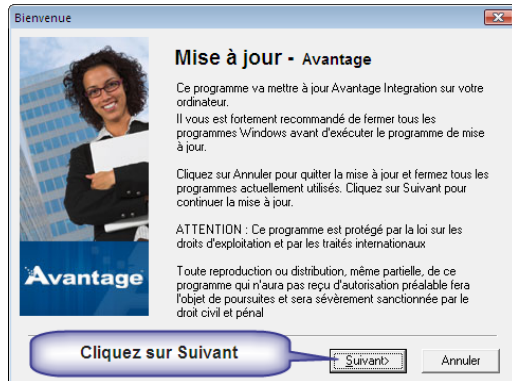 Bienvenue
Mise à jour - Avantage
Ce programme va mettre à jour Avantage Integration sur votre
ordinateur.
Il vous est fortement recommandé de fermer tous les
programmes Windows avant d'exécuter le programme de mise
à jour.
Cliquez sur Annuler pour quitter la mise à jour et fermez tous les
programmes actuellement utilisés. Cliquez sur Suivant pour
continuer la mise à jour.
ATTENTION : Ce programme est protégé par la loi sur les
droits d'exploitation et par les traités internationaux
Toute reproduction ou distribution, même partielle, de ce
programme qui n'aura pas reçu d'autorisation préalable fera
l'objet de poursuites et sera sévèrement sanctionnée par le
droit civil et pénal
Avantage
Cliquez sur Suivant
Suivant>
Annuler